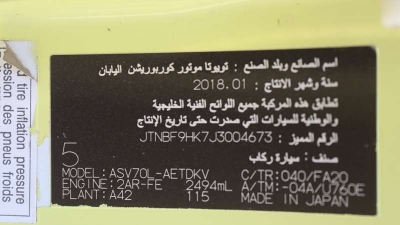 اسم الصانع وبلد الصنع : تويوتا موتور كوربوريشن اليابان
سنة وشهر الانتاج : 2018.01
تطابق هذه المركبة جميع اللوائح الفنية الخليجية
والوطنية للسيارات التي صدرت حتى تاريخ الإنتاج
الرقم المميز : JTNBF9HK7J3004673
صنف : سيارة ركاب
5
MODEL: ASV70L-AETDKV C/TR: 040/FA20
ENGINE: 2AR-FE 2494mL A/TM: -04A/U760E
PLANT: A42 115 MADE IN JAPAN
d tire inflation pressure
ession des pneus froids